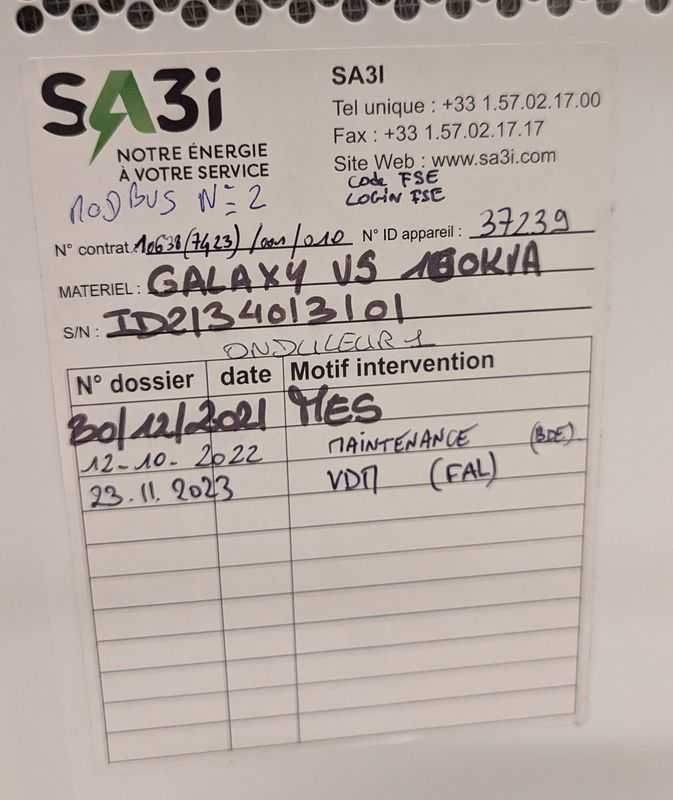 SA3i
NOTRE ÉNERGIE
À VOTRE SERVICE
SA3I
Tel unique : +33 1.57.02.17.00
Fax : +33 1.57.02.17.17
Site Web : www.sa3i.com
Code FSE
LOGIN FSE
MODBUS N= 2
N° contrat : 10638(7423)/001/010 N° ID appareil : 37239
MATERIEL : GALAXY VS
S/N : ID2134013101
ONDULEUR 1
N° dossier date Motif intervention
30/12/2021 MES
12-10-2022 MAINTENANCE (BDE)
23.11.2023 VDM (FAL)